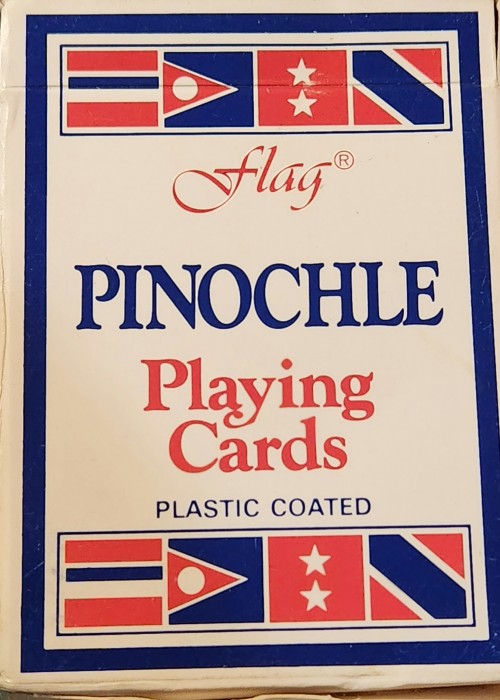 Flag®
PINOCHLE
Playing
Cards
PLASTIC COATED